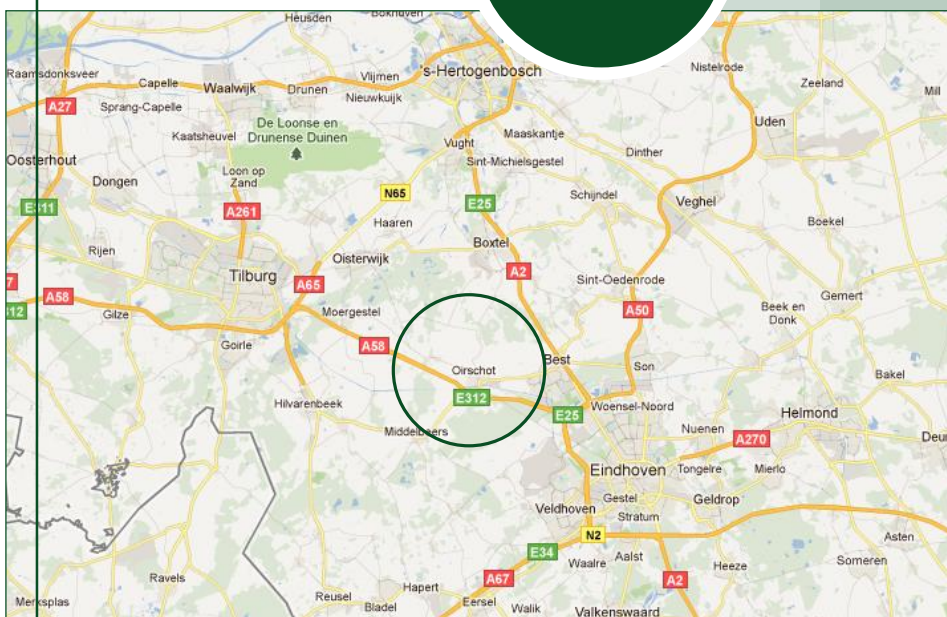 Heusden
Bokhoven
Raamsdonksveer
Capelle
Waalwijk
Drunen
Vlijmen
's-Hertogenbosch
Nistelrode
Zeeland
Mill
A27
Sprang-Capelle
Nieuwkuijk
De Loonse en
Drunense Duinen
Kaatsheuvel
Maaskantje
Uden
Vught
Oosterhout
Sint-Michielsgestel
Dinther
Dongen
Loon op
Zand
N65
Schijndel
Veghel
E311
A261
E25
Haaren
Boekel
Rijen
Oisterwijk
Boxtel
Tilburg
A2
Sint-Oedenrode
A65
A58
Gemert
Beek en
Donk
Gilze
Moergestel
A50
Goirle
A58
Best
Oirschot
Son
Bakel
E312
Hilvarenbeek
E25
Woensel-Noord
Helmond
Middelbeers
Nuenen
A270
Eindhoven
Tongelre
Mierlo
Gestel
Geldrop
Veldhoven
Stratum
N2
Asten
E34
Waalre
Aalst
Heeze
Someren
Ravels
A67
A2
Reusel
Hapert
Merksplas
Bladel
Eersel
Walik
Valkenswaard